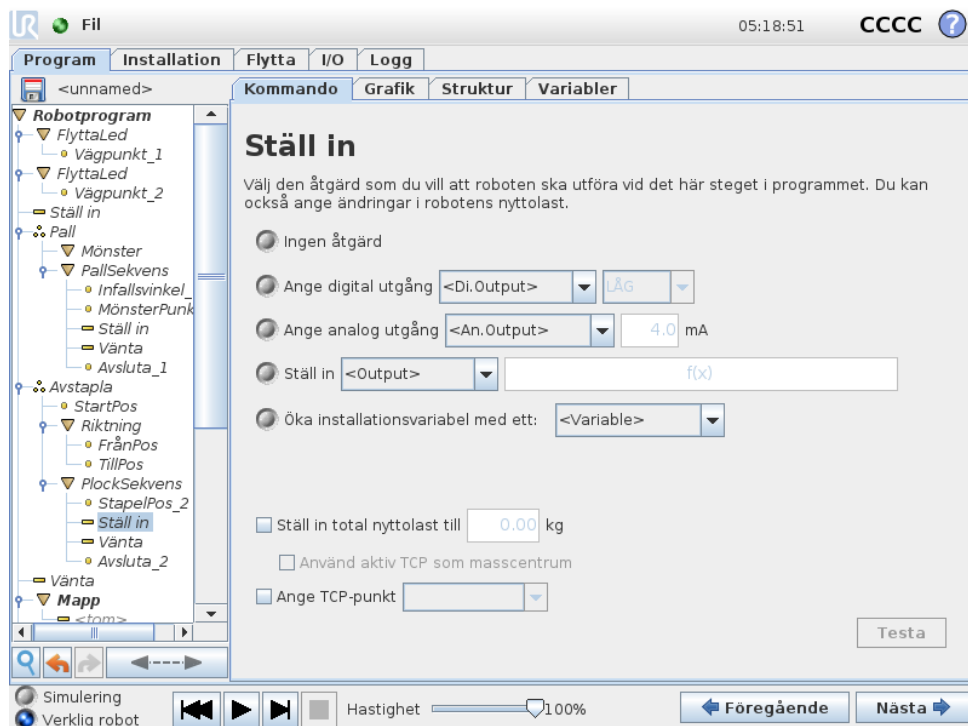 UR Fil 05:18:51 CCCC ?
Program Installation Flytta I/O Logg
<unnamed>
Kommando Grafik Struktur Variabler
Robotprogram
FlyttaLed
Vägpunkt_1
FlyttaLed
Vägpunkt_2
Ställ in
Pall
Mönster
PallSekvens
Infallsvinkel_
MönsterPunk
Ställ in
Vänta
Avsluta_1
Avstapla
StartPos
Riktning
FrånPos
TillPos
PlockSekvens
StapelPos_2
Ställ in
Vänta
Avsluta_2
Vänta
Mapp
<tom>
Ställ in
Välj den åtgärd som du vill att roboten ska utföra vid det här steget i programmet. Du kan
också ange ändringar i robotens nyttolast.
Ingen åtgärd
Ange digital utgång <Di.Output> LÅG
Ange analog utgång <An.Output> 4.0 mA
Ställ in <Output> f(x)
Öka installationsvariabel med ett: <Variable>
Ställ in total nyttolast till 0.00 kg
Använd aktiv TCP som masscentrum
Ange TCP-punkt
Testa
Simulering
Verklig robot
Hastighet 100%
Föregående Nästa